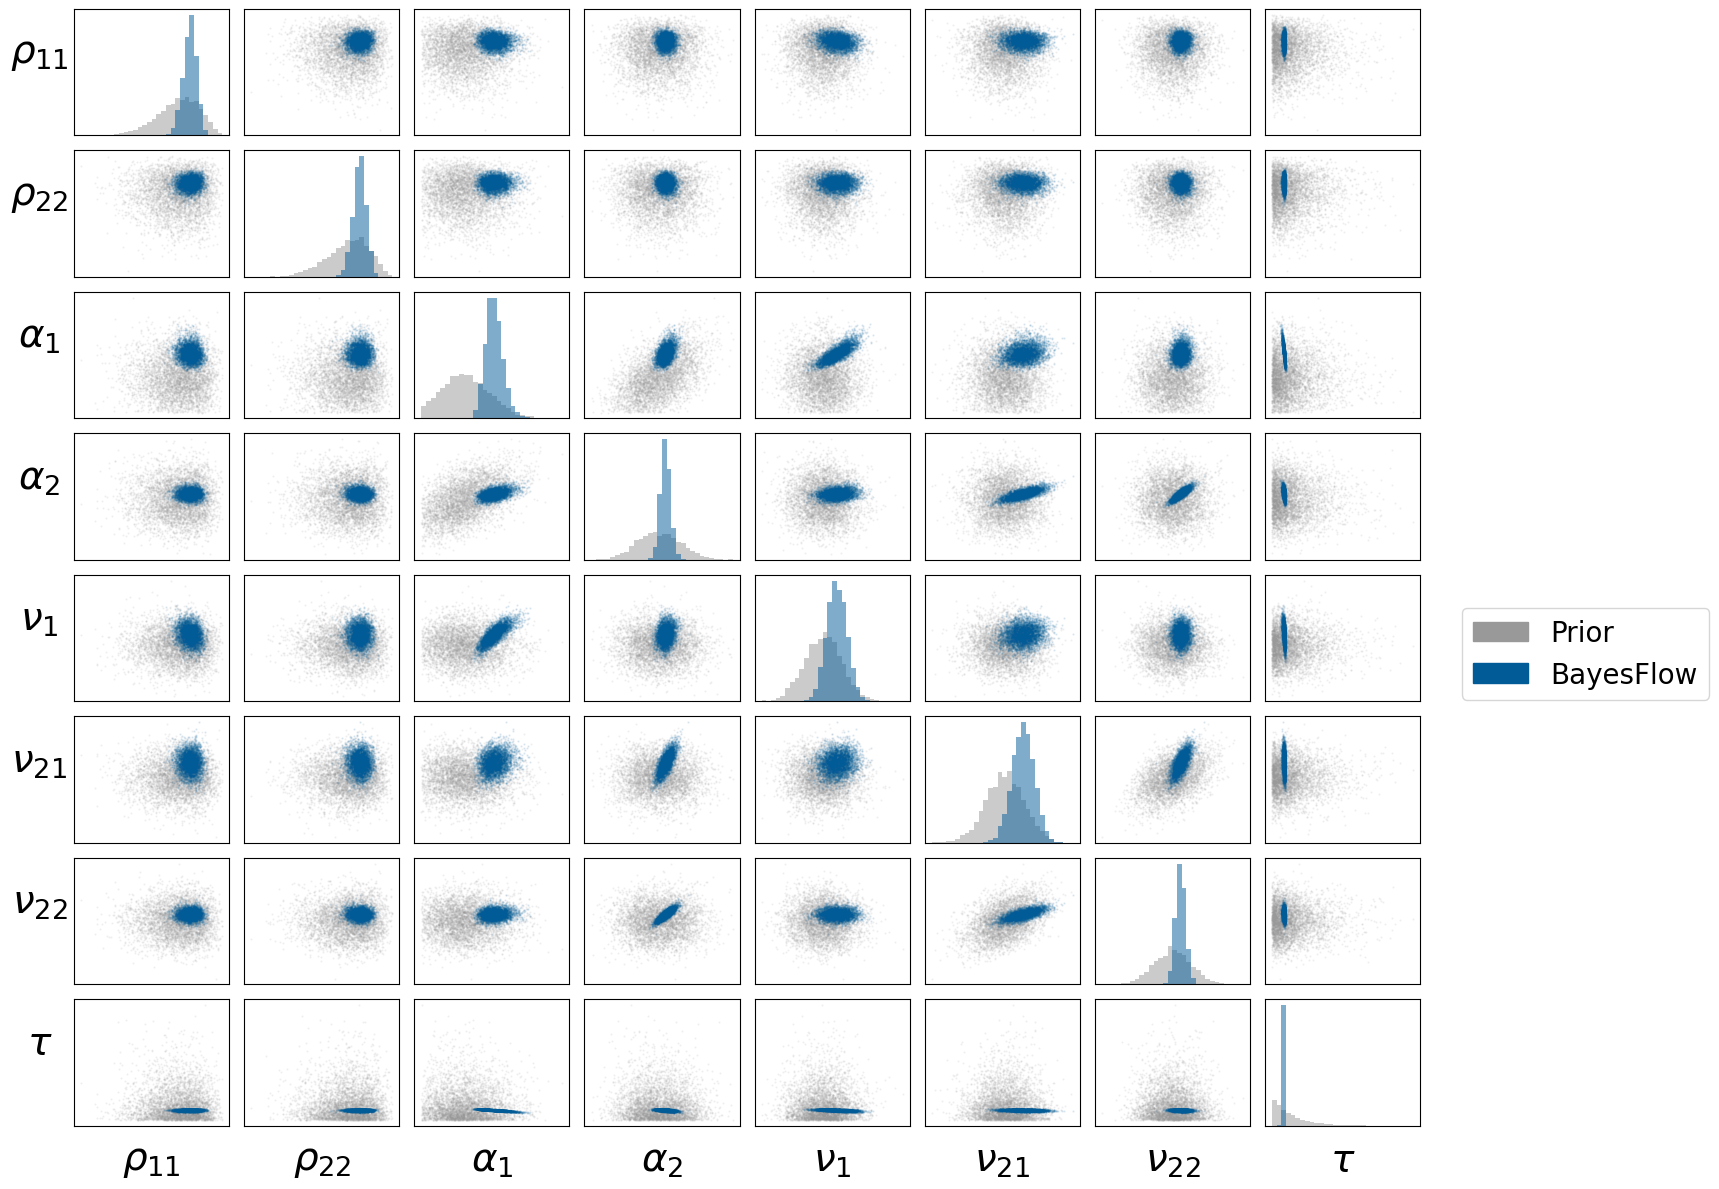 ρ₁₁
ρ₂₂
α₁
α₂
ν₁
ν₂₁
ν₂₂
τ
Prior
BayesFlow
ρ₁₁ ρ₂₂ α₁ α₂ ν₁ ν₂₁ ν₂₂ τ